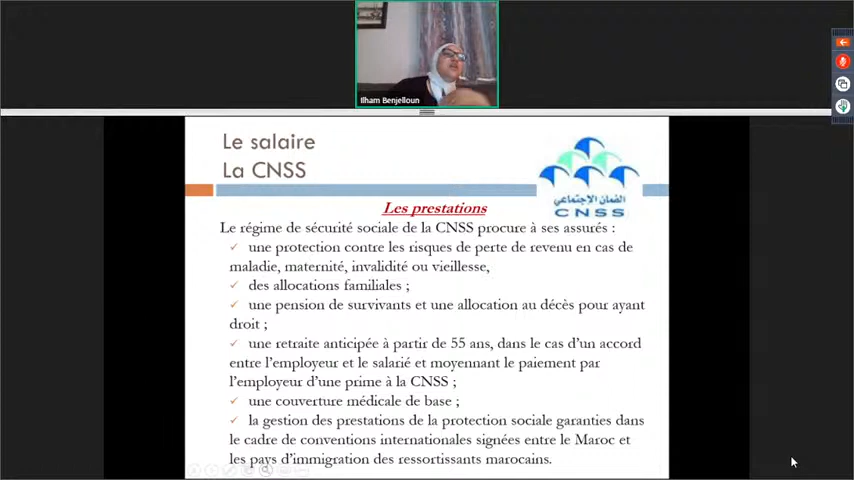 Ilham Benjelloun
Le salaire
La CNSS
الضمان الإجتماعي
CNSS
Les prestations
Le régime de sécurité sociale de la CNSS procure à ses assurés :
une protection contre les risques de perte de revenu en cas de
maladie, maternité, invalidité ou vieillesse,
des allocations familiales ;
une pension de survivants et une allocation au décès pour ayant
droit ;
une retraite anticipée à partir de 55 ans, dans le cas d'un accord
entre l'employeur et le salarié et moyennant le paiement par
l'employeur d'une prime à la CNSS ;
une couverture médicale de base ;
la gestion des prestations de la protection sociale garanties dans
le cadre de conventions internationales signées entre le Maroc et
les pays d'immigration des ressortissants marocains.